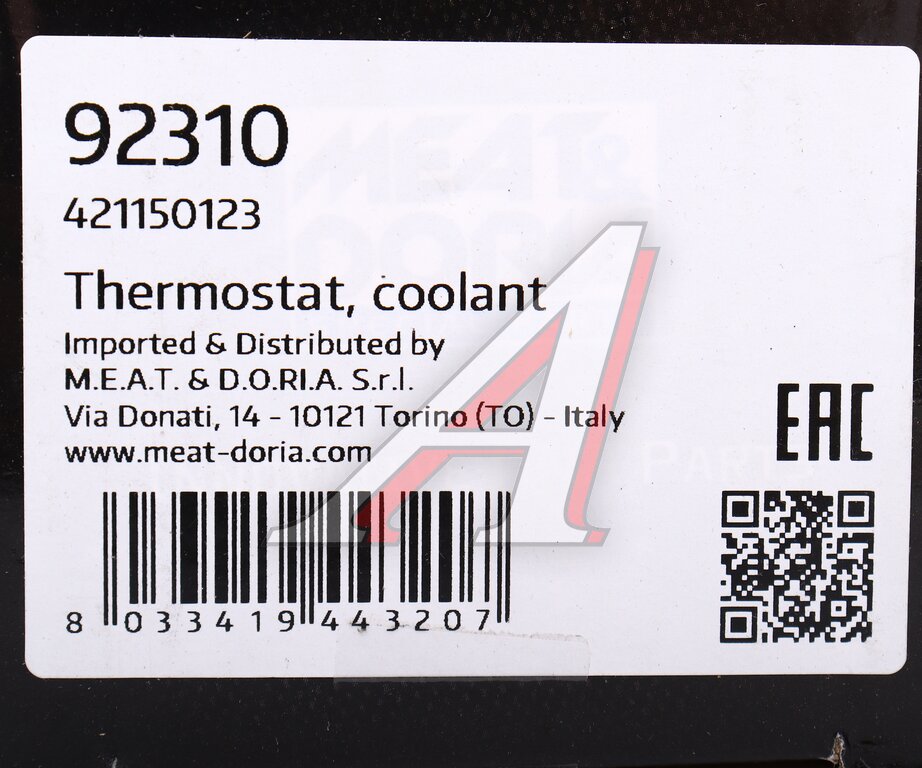 92310
421150123
Thermostat, coolant
Imported & Distributed by
M.E.A.T. & D.O.RI.A. S.r.l.
Via Donati, 14 - 10121 Torino (TO) - Italy
www.meat-doria.com
EAC
8 033419 443207